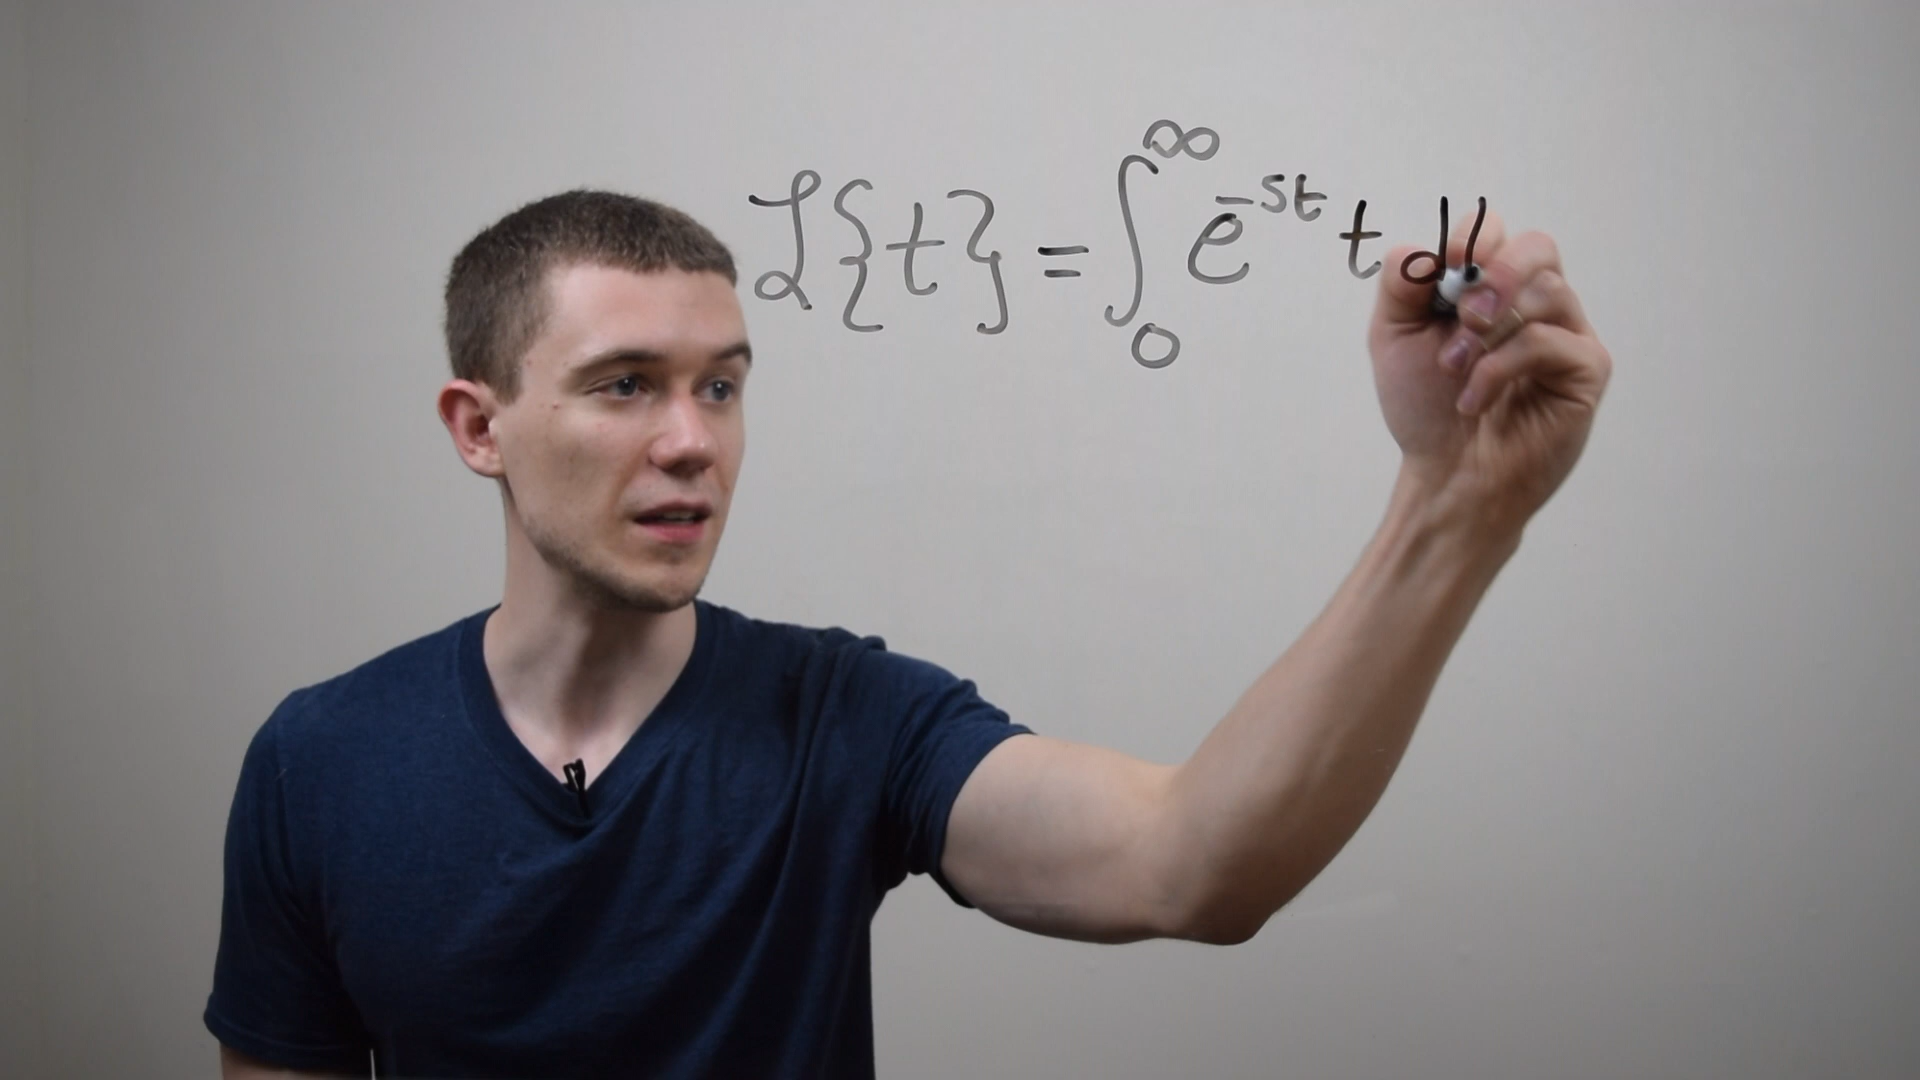 ℒ{t} = ∫₀^∞ e^{-st} t d